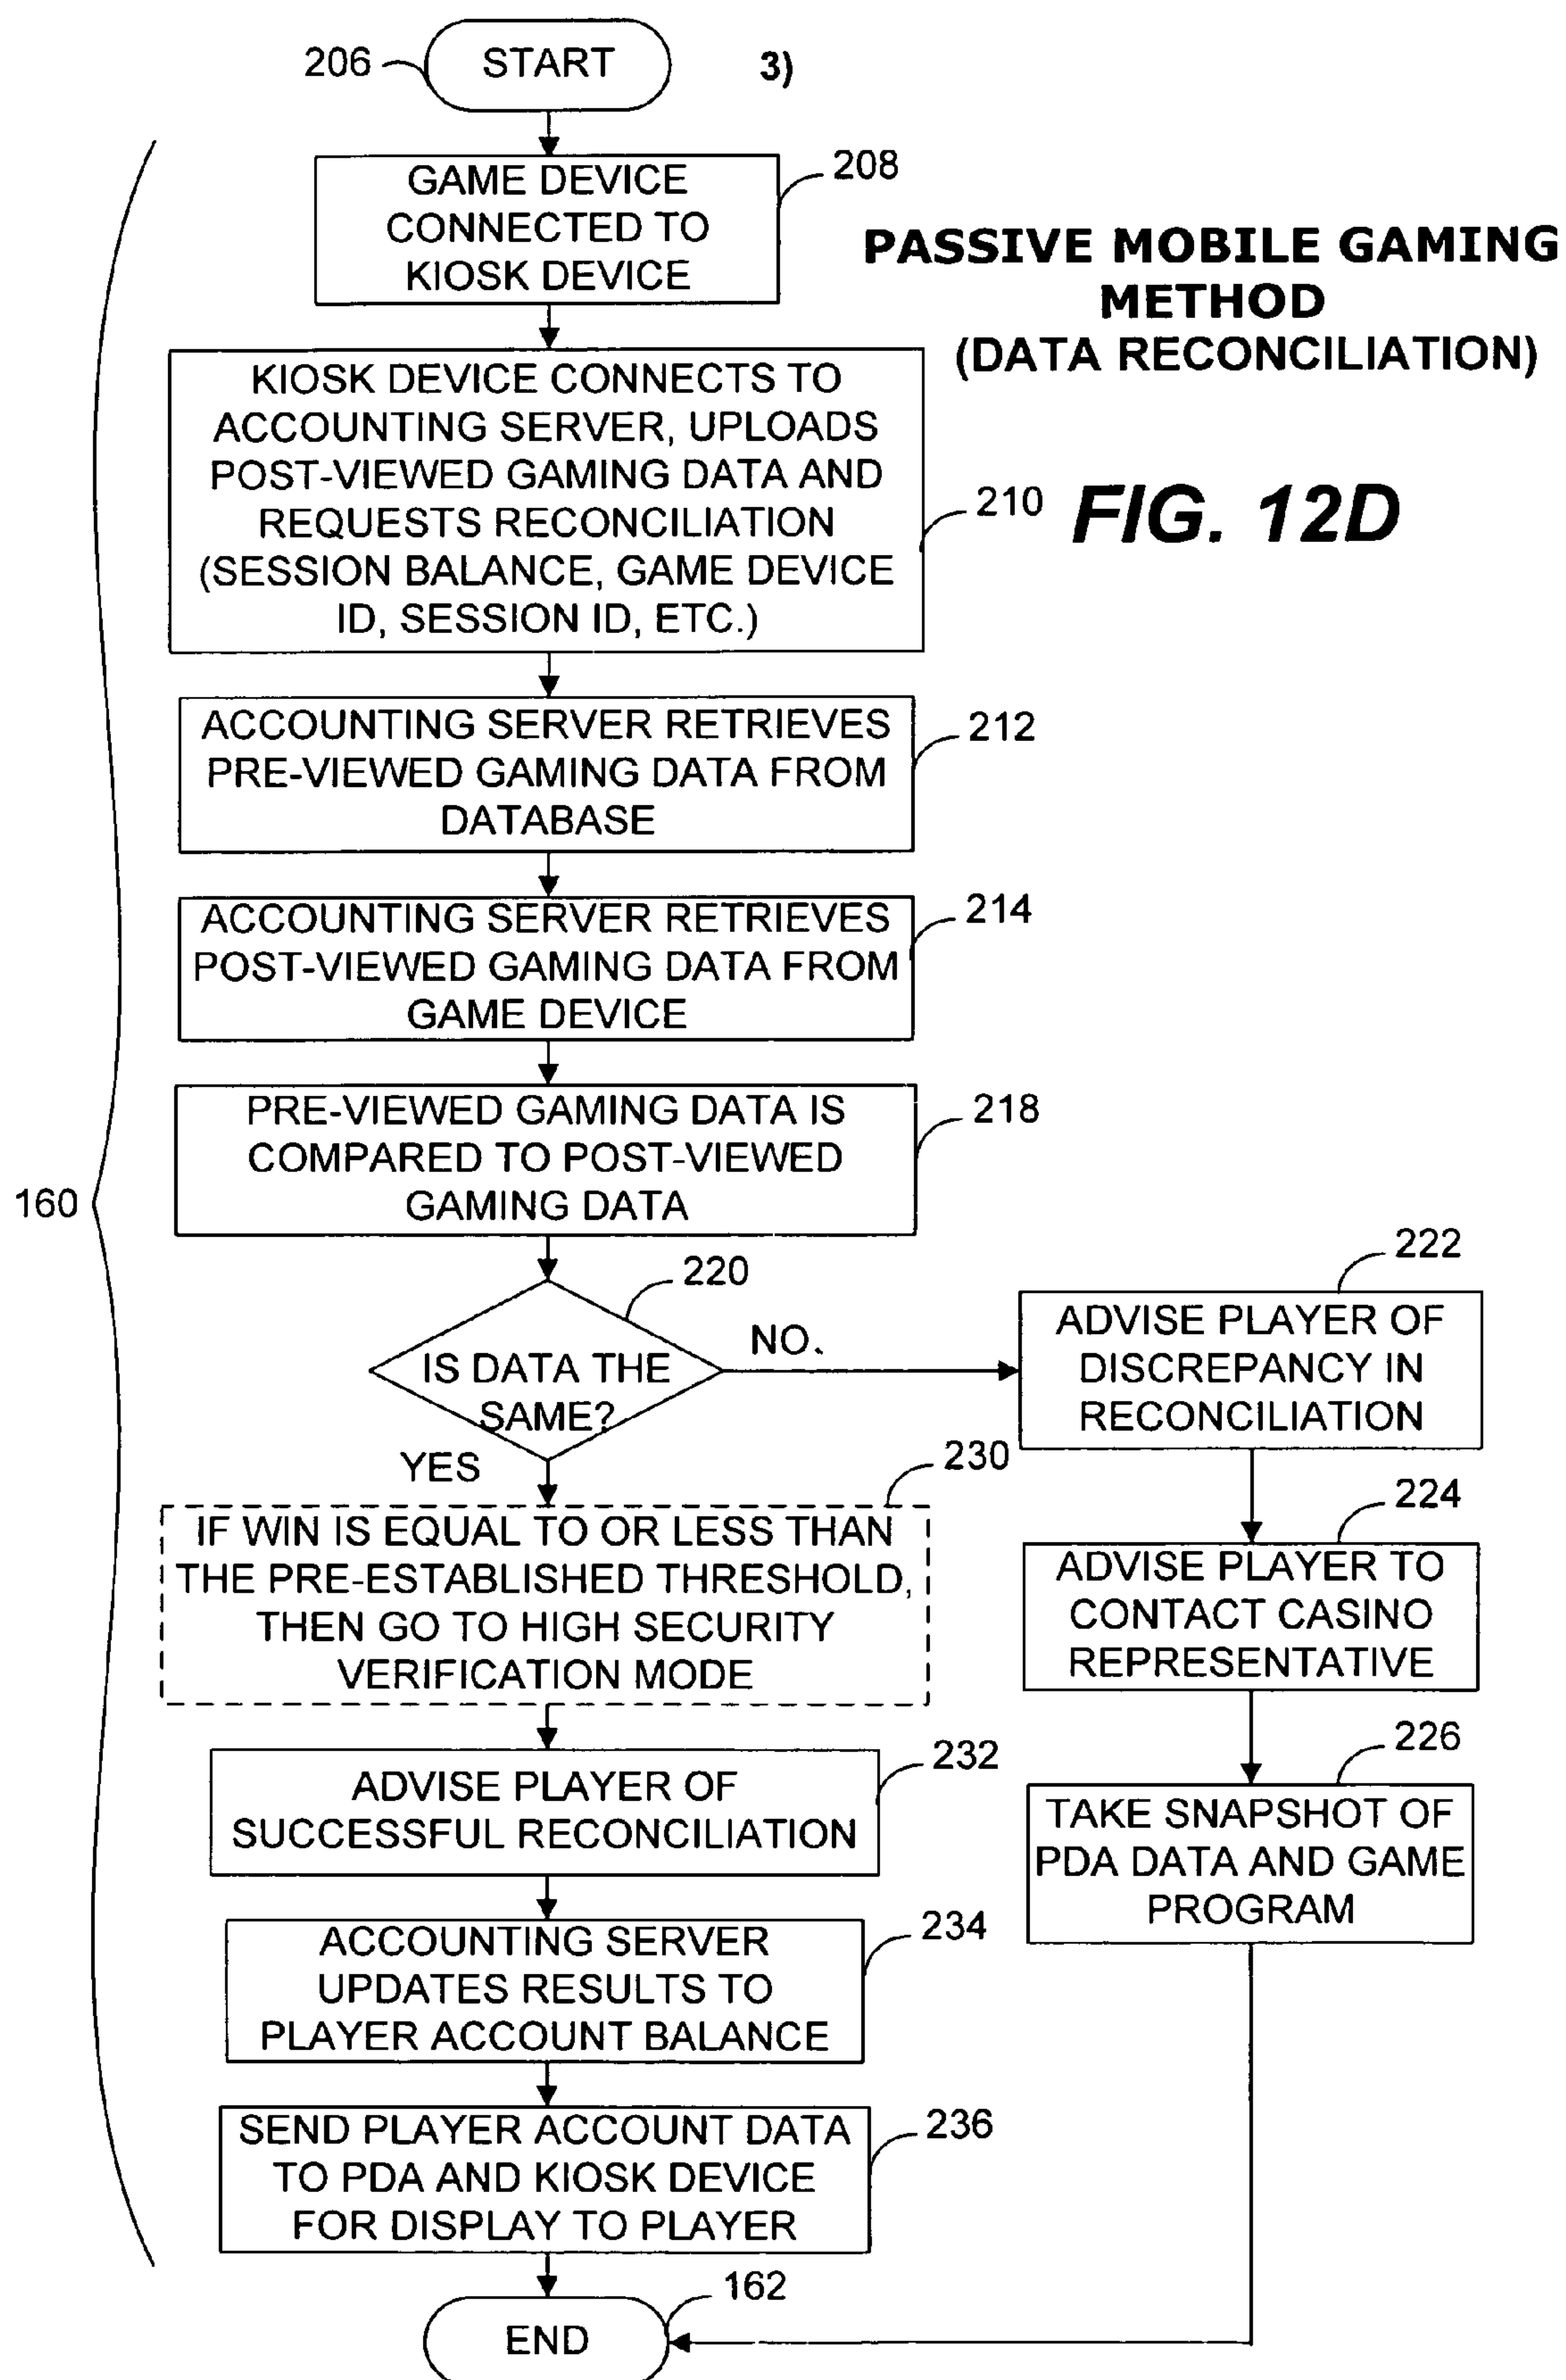 206
START
3)
GAME DEVICE
CONNECTED TO
KIOSK DEVICE
208
PASSIVE MOBILE GAMING
METHOD
(DATA RECONCILIATION)
KIOSK DEVICE CONNECTS TO
ACCOUNTING SERVER, UPLOADS
POST-VIEWED GAMING DATA AND
REQUESTS RECONCILIATION
(SESSION BALANCE, GAME DEVICE
ID, SESSION ID, ETC.)
210
FIG. 12D
ACCOUNTING SERVER RETRIEVES
PRE-VIEWED GAMING DATA FROM
DATABASE
212
ACCOUNTING SERVER RETRIEVES
POST-VIEWED GAMING DATA FROM
GAME DEVICE
214
PRE-VIEWED GAMING DATA IS
COMPARED TO POST-VIEWED
GAMING DATA
218
160
220
IS DATA THE
SAME?
NO.
YES
222
ADVISE PLAYER OF
DISCREPANCY IN
RECONCILIATION
230
IF WIN IS EQUAL TO OR LESS THAN
THE PRE-ESTABLISHED THRESHOLD,
THEN GO TO HIGH SECURITY
VERIFICATION MODE
224
ADVISE PLAYER TO
CONTACT CASINO
REPRESENTATIVE
232
ADVISE PLAYER OF
SUCCESSFUL RECONCILIATION
226
TAKE SNAPSHOT OF
PDA DATA AND GAME
PROGRAM
234
ACCOUNTING SERVER
UPDATES RESULTS TO
PLAYER ACCOUNT BALANCE
SEND PLAYER ACCOUNT DATA
TO PDA AND KIOSK DEVICE
FOR DISPLAY TO PLAYER
236
162
END